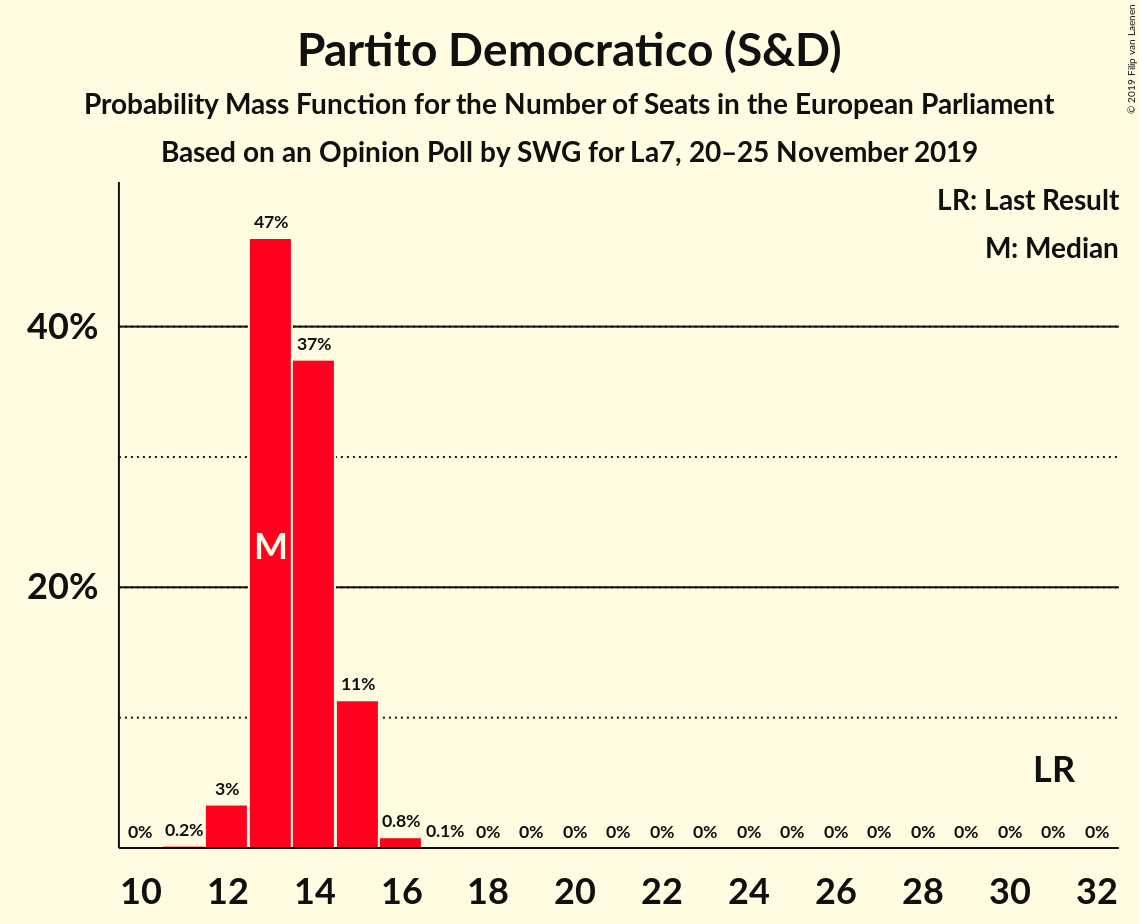 Partito Democratico (S&D)
Probability Mass Function for the Number of Seats in the European Parliament
Based on an Opinion Poll by SWG for La7, 20–25 November 2019
© 2019 Filip van Laenen
LR: Last Result
M: Median
40%
20%
0% 0.2% 3% 47% 37% 11% 0.8% 0.1% 0% 0% 0% 0% 0% 0% 0% 0% 0% 0% 0% 0% 0% 0% 0%
M
LR
10 12 14 16 18 20 22 24 26 28 30 32